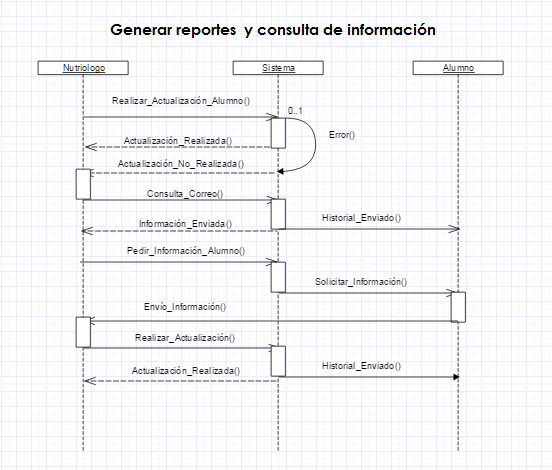 Generar reportes y consulta de información
Nutriologo
Sistema
Alumno
Realizar_Actualización_Alumno()
0..1
Error()
Actualización_Realizada()
Actualización_No_Realizada()
Consulta_Correo()
Información_Enviada()
Historial_Enviado()
Pedir_Información_Alumno()
Solicitar_Información()
Envío_Información()
Realizar_Actualización()
Historial_Enviado()
Actualización_Realizada()